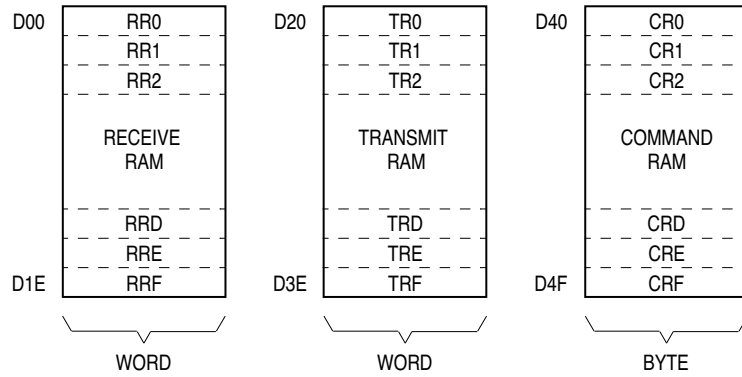 D00 RR0 D20 TR0 D40 CR0
RR1 TR1 CR1
RR2 TR2 CR2
RECEIVE RAM TRANSMIT RAM COMMAND RAM
RRD TRD CRD
RRE TRE CRE
D1E RRF D3E TRF D4F CRF
WORD WORD BYTE